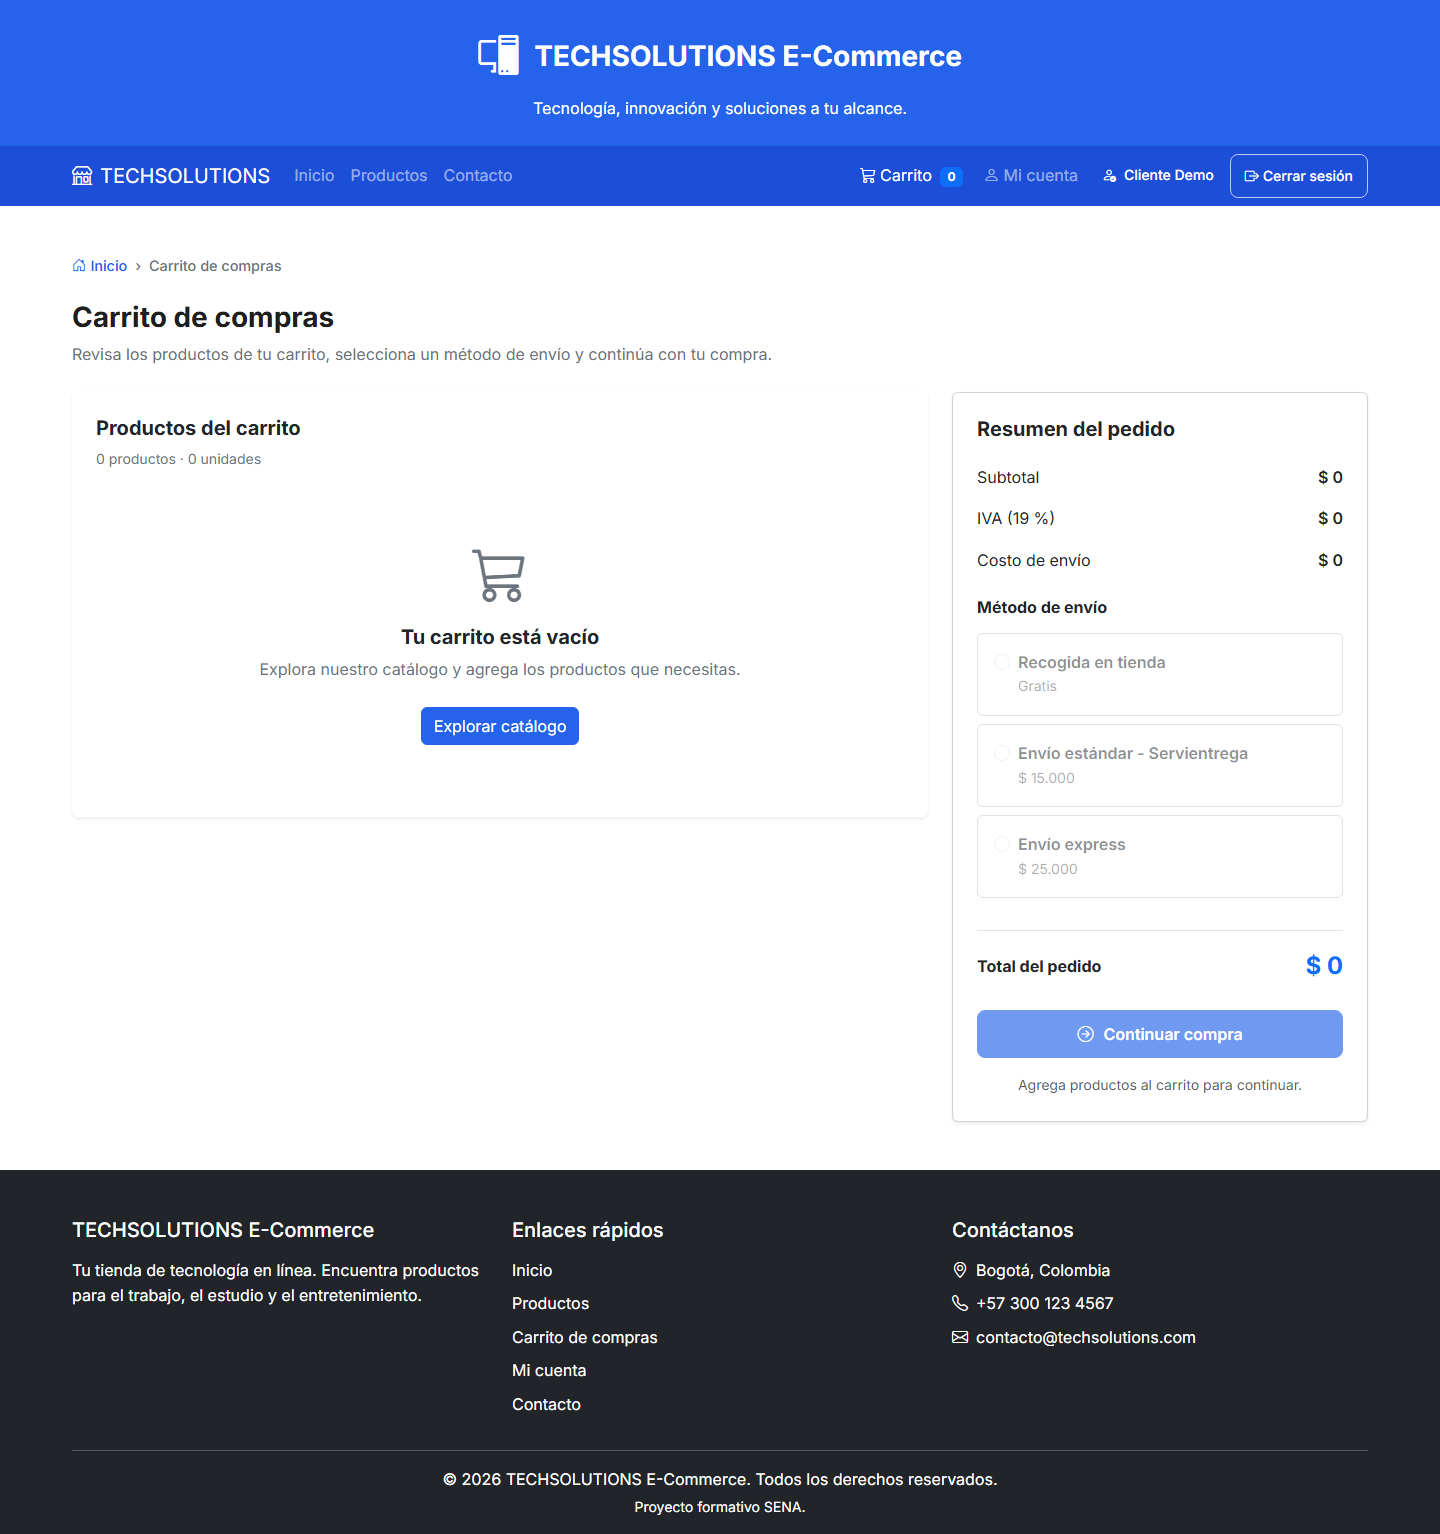 TECHSOLUTIONS E-Commerce
Tecnología, innovación y soluciones a tu alcance.
TECHSOLUTIONS Inicio Productos Contacto Carrito 0 Mi cuenta Cliente Demo Cerrar sesión
Inicio › Carrito de compras
Carrito de compras
Revisa los productos de tu carrito, selecciona un método de envío y continúa con tu compra.
Productos del carrito
0 productos · 0 unidades
Tu carrito está vacío
Explora nuestro catálogo y agrega los productos que necesitas.
Explorar catálogo
Resumen del pedido
Subtotal $ 0
IVA (19 %) $ 0
Costo de envío $ 0
Método de envío
Recogida en tienda
Gratis
Envío estándar - Servientrega
$ 15.000
Envío express
$ 25.000
Total del pedido $ 0
Continuar compra
Agrega productos al carrito para continuar.
TECHSOLUTIONS E-Commerce
Tu tienda de tecnología en línea. Encuentra productos
para el trabajo, el estudio y el entretenimiento.
Enlaces rápidos
Inicio
Productos
Carrito de compras
Mi cuenta
Contacto
Contáctanos
Bogotá, Colombia
+57 300 123 4567
contacto@techsolutions.com
© 2026 TECHSOLUTIONS E-Commerce. Todos los derechos reservados.
Proyecto formativo SENA.